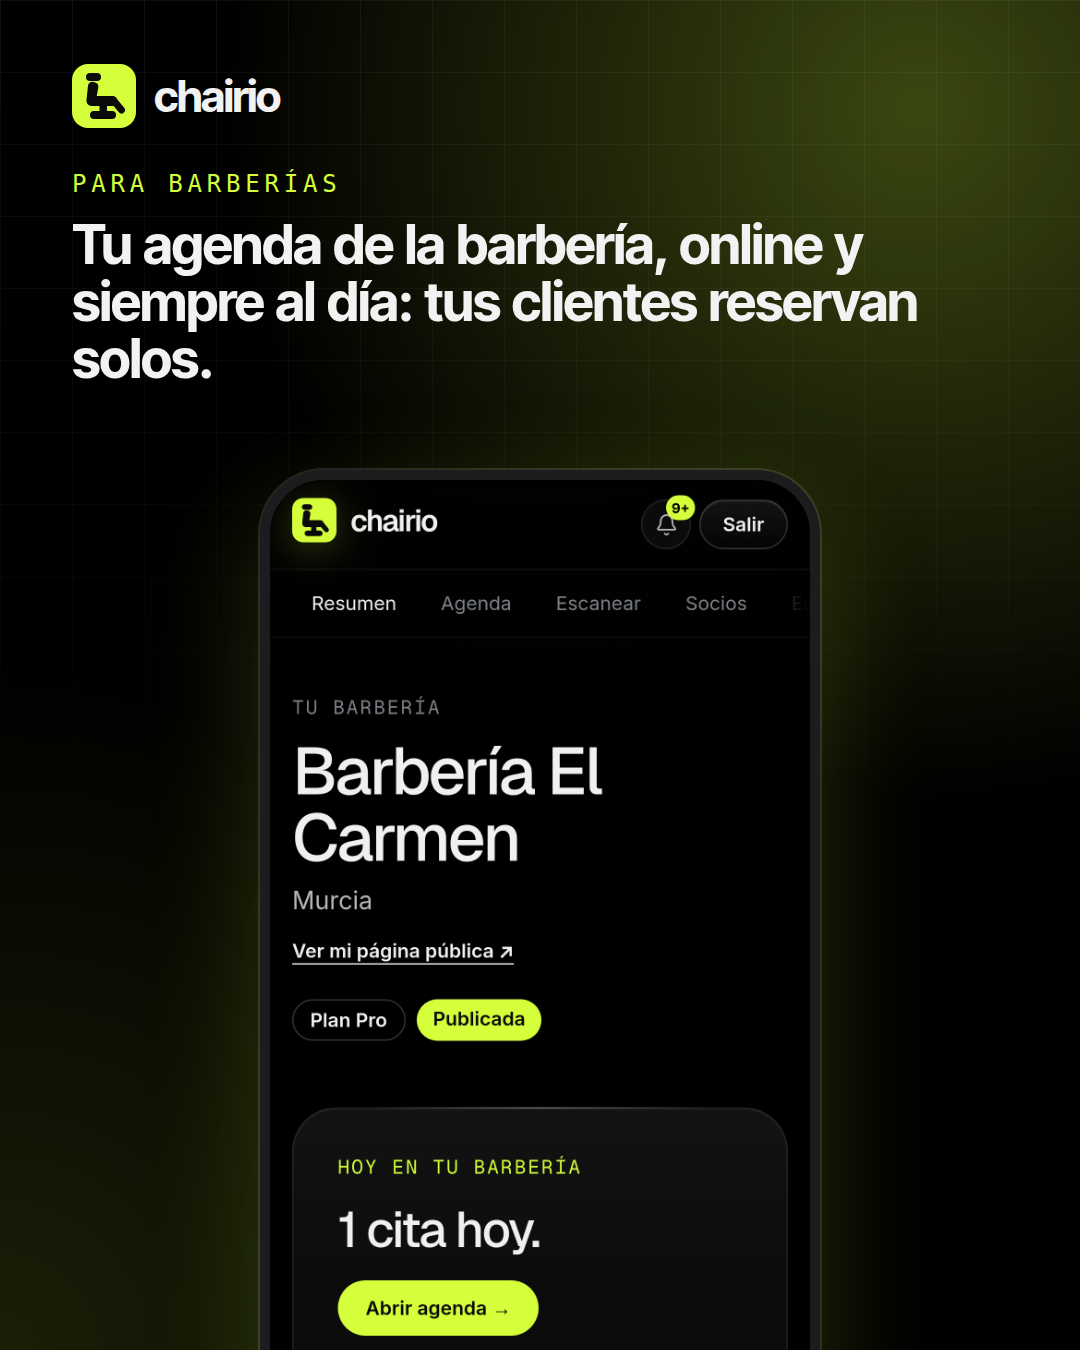 chairio
PARA BARBERÍAS
Tu agenda de la barbería, online y
siempre al día: tus clientes reservan
solos.
chairio
9+
Salir
Resumen Agenda Escanear Socios
TU BARBERÍA
Barbería El
Carmen
Murcia
Ver mi página pública ↗
Plan Pro Publicada
HOY EN TU BARBERÍA
1 cita hoy.
Abrir agenda →